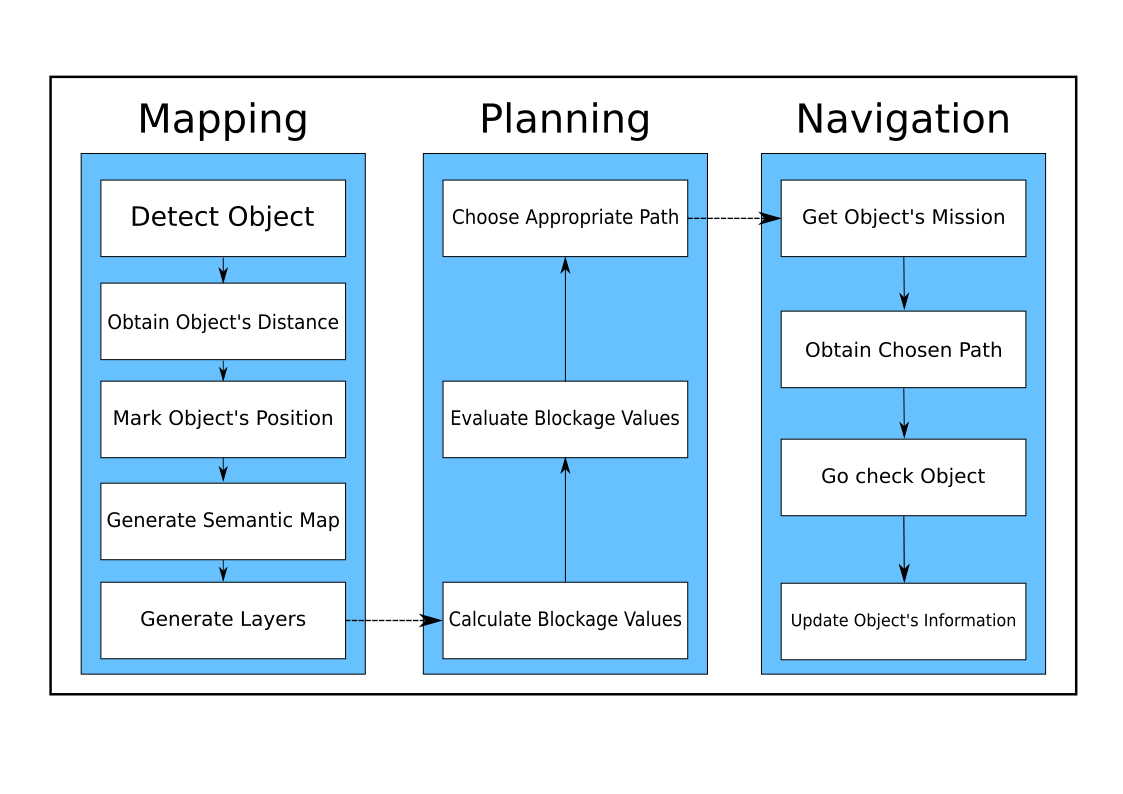 Mapping
Detect Object
Obtain Object's Distance
Mark Object's Position
Generate Semantic Map
Generate Layers
Planning
Choose Appropriate Path
Evaluate Blockage Values
Calculate Blockage Values
Navigation
Get Object's Mission
Obtain Chosen Path
Go check Object
Update Object's Information